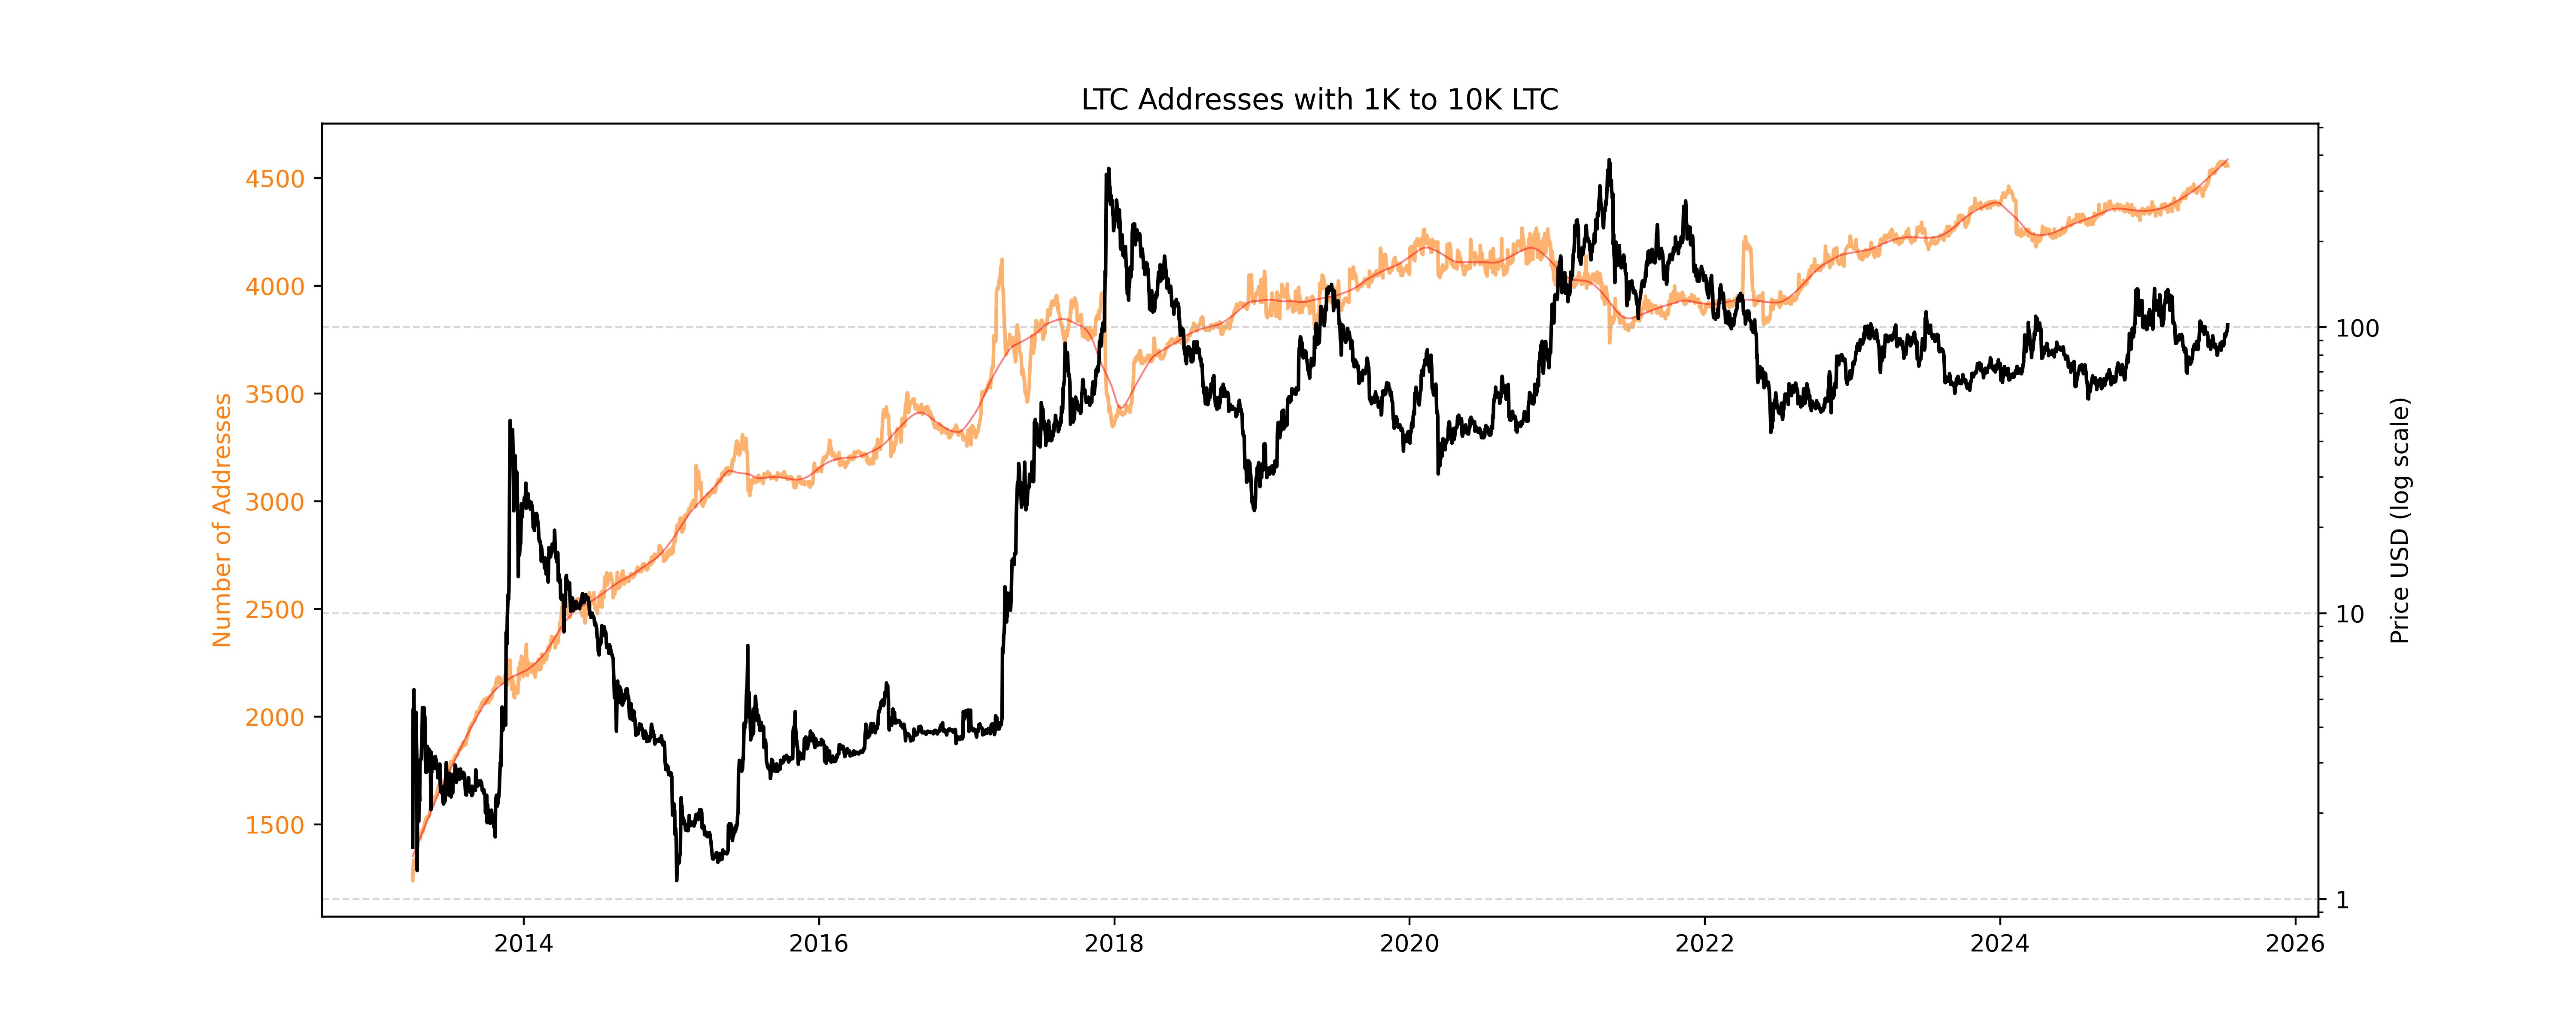 LTC Addresses with 1K to 10K LTC
Number of Addresses
4500
4000
3500
3000
2500
2000
1500
100
10
1
Price USD (log scale)
2014 2016 2018 2020 2022 2024 2026